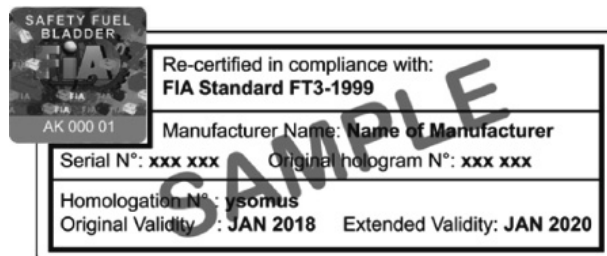 SAFETY FUEL
BLADDER
FIA
FIA
FIA
AK 000 01
Re-certified in compliance with:
FIA Standard FT3-1999
Manufacturer Name: Name of Manufacturer
Serial N°: xxx xxx Original hologram N°: xxx xxx
Homologation N° : ysomus
Original Validity : JAN 2018 Extended Validity: JAN 2020
SAMPLE